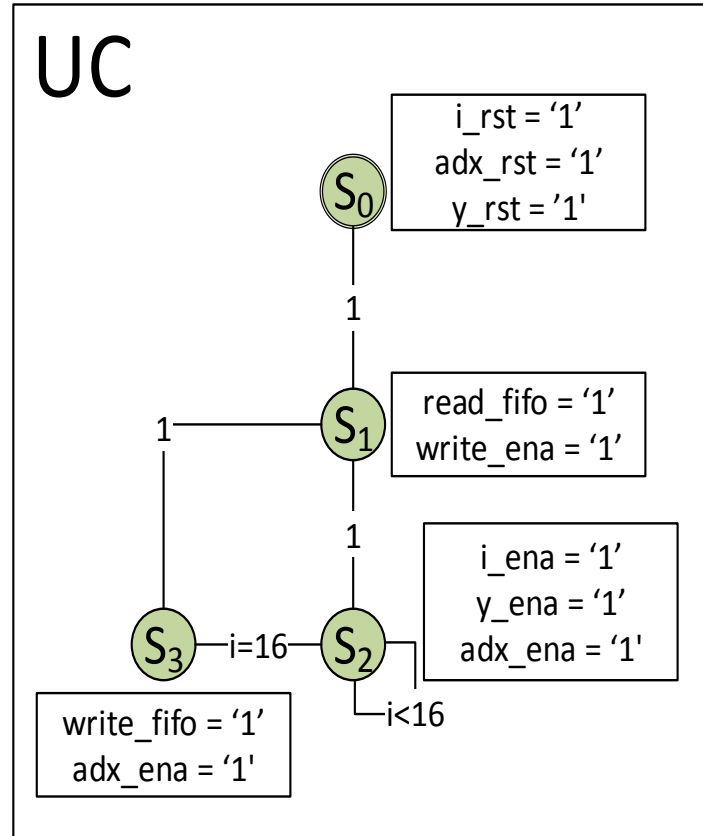 UC
i_rst = ‘1’
adx_rst = ‘1’
y_rst = ’1'
S0
1
S1
read_fifo = ‘1’
write_ena = ‘1’
1
1
i_ena = ‘1’
y_ena = ‘1’
adx_ena = ‘1'
S3
i=16
S2
i<16
write_fifo = ‘1’
adx_ena = ‘1'